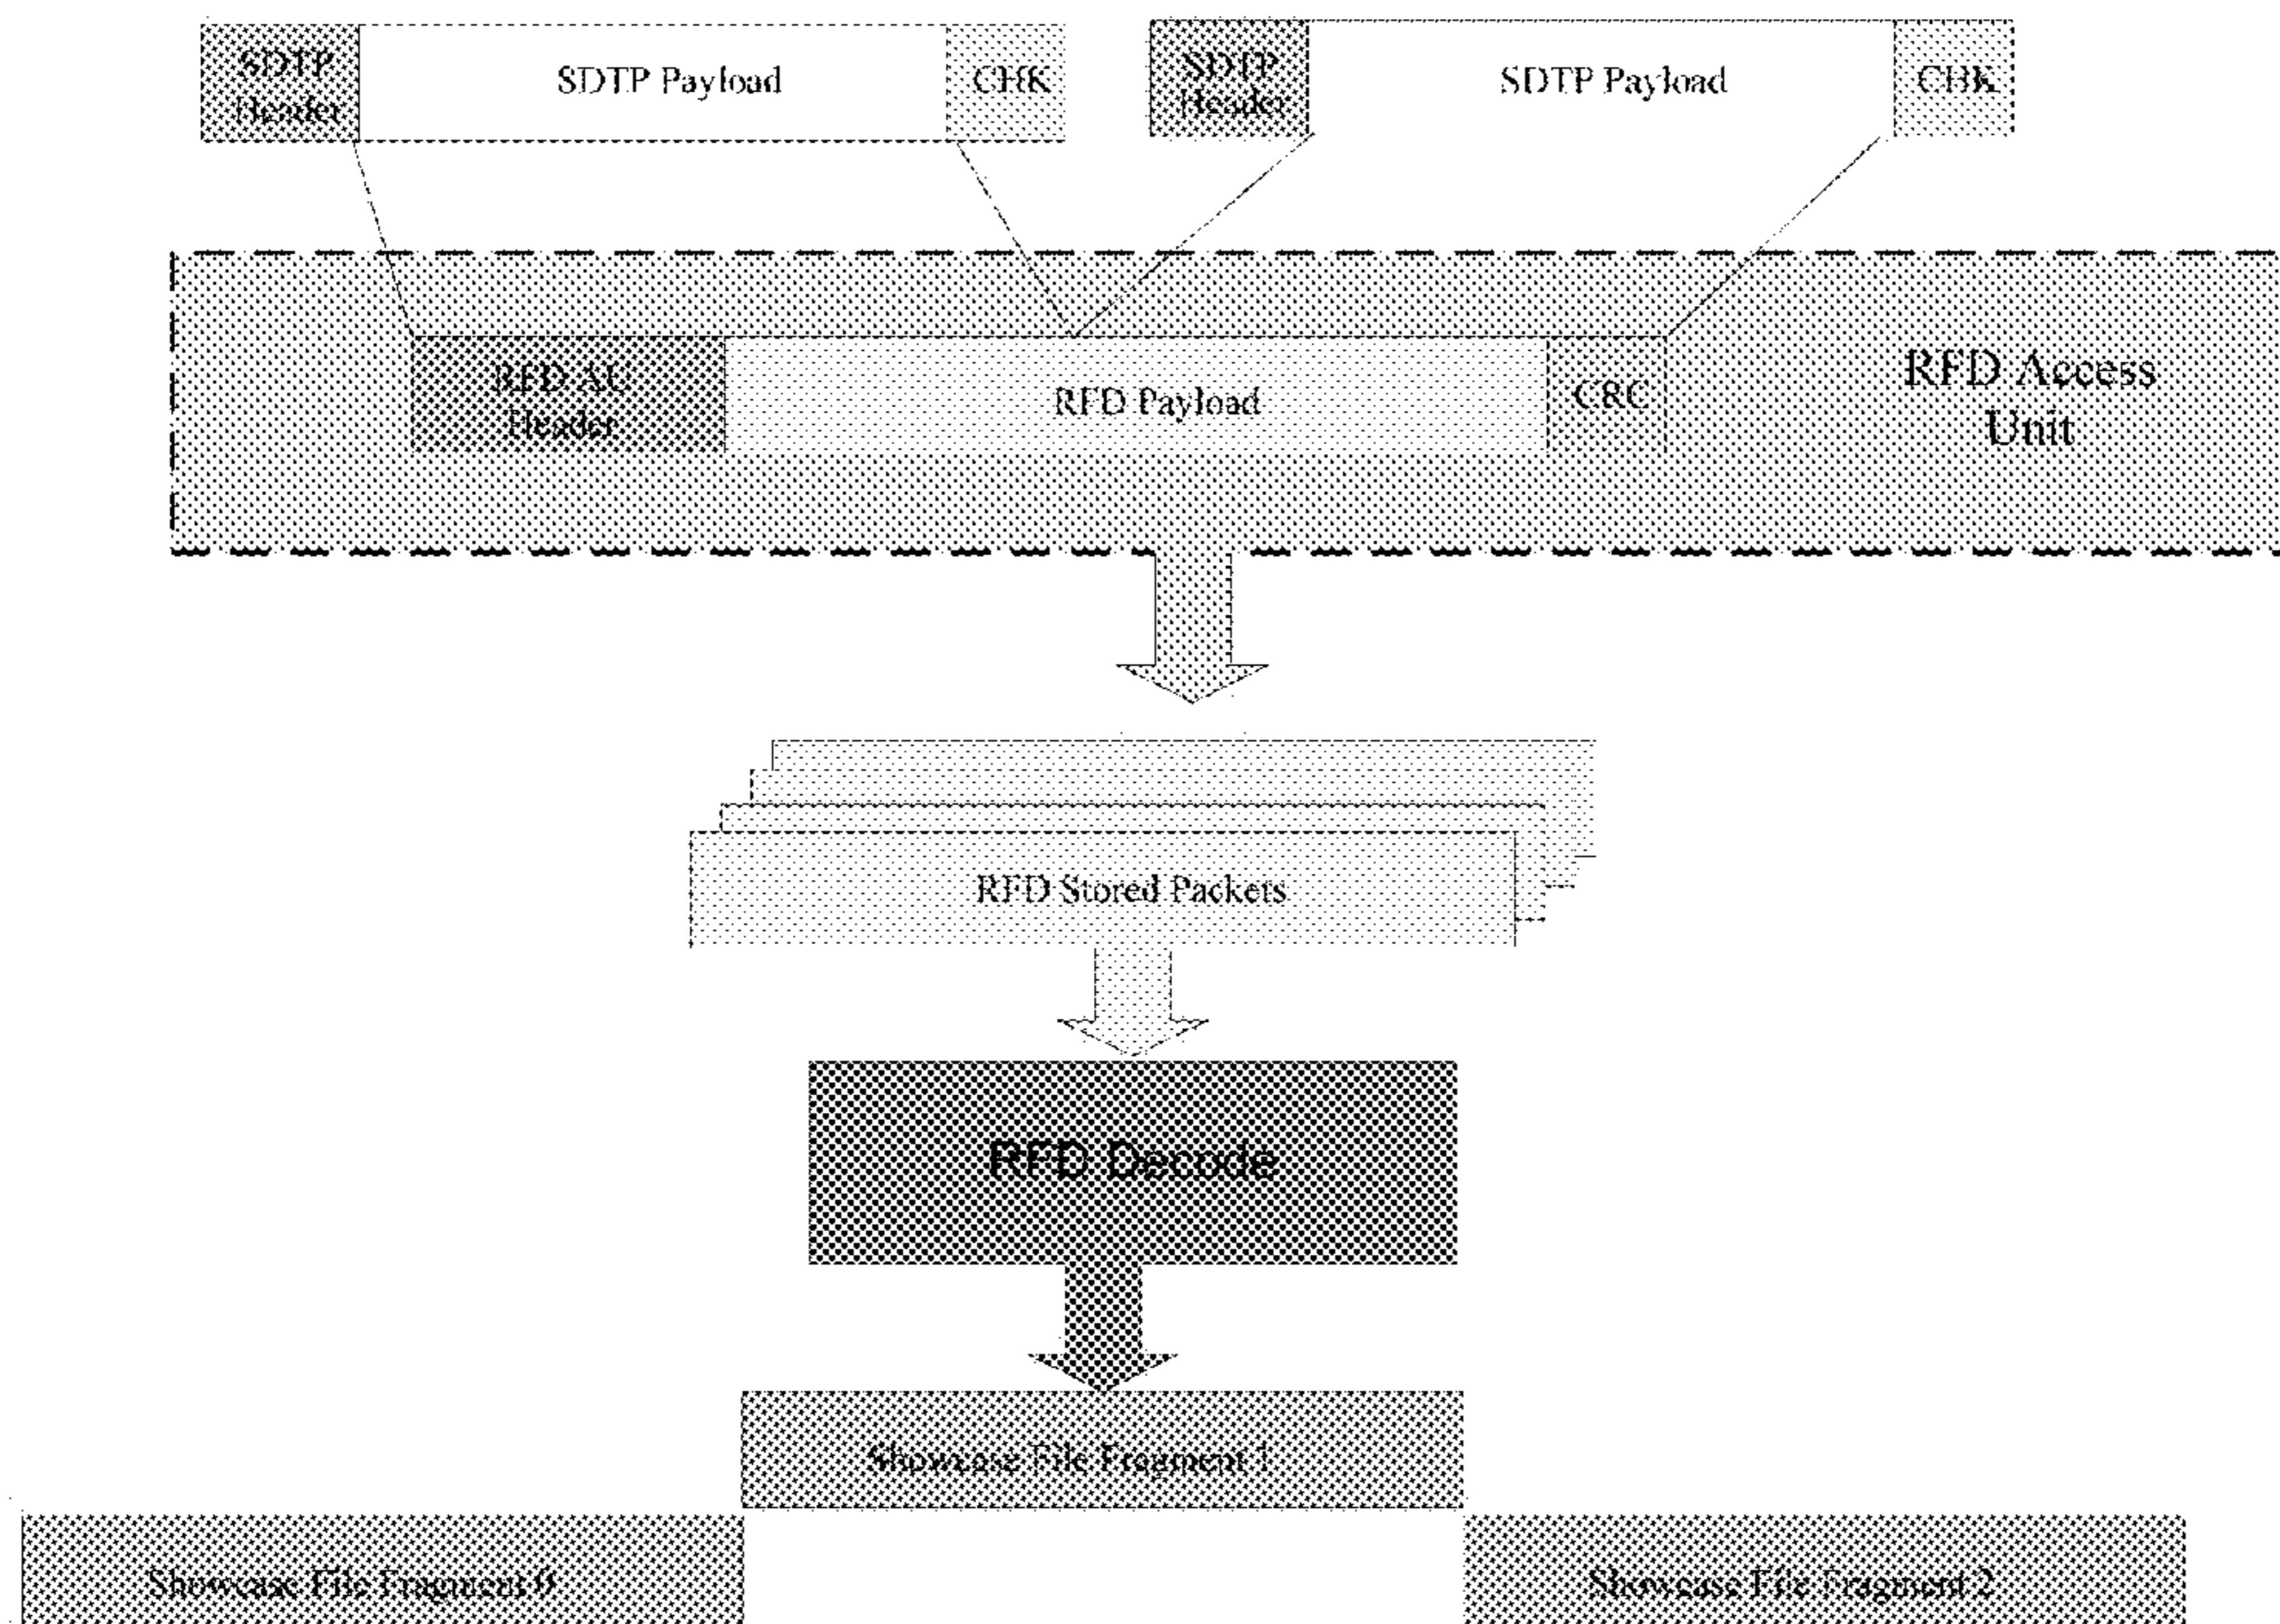 SDTP
Header
SDTP Payload
CHK
SDTP
Header
SDTP Payload
CHK
RFD AU
Header
RFD Payload
CRC
RFD Access
Unit
RFD Stored Packets
RFD Decode
Showcase File Fragment 1
Showcase File Fragment 0
Showcase File Fragment 2